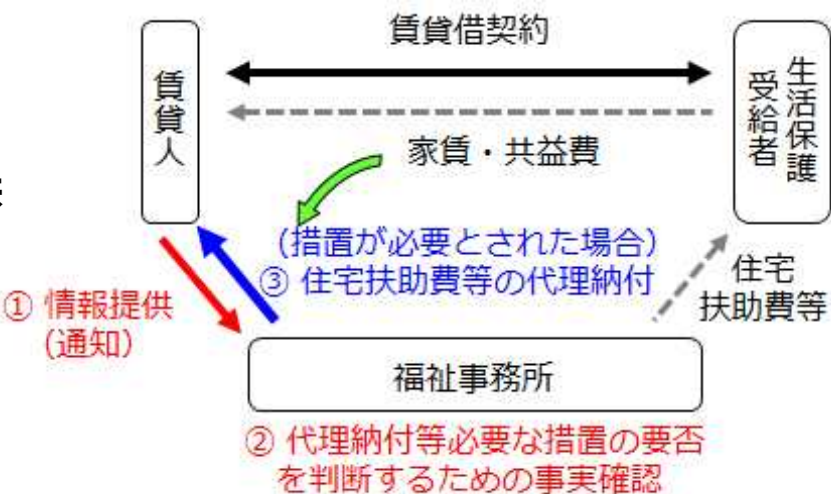 賃貸借契約
賃貸人
生活保護
受給者
家賃・共益費
(措置が必要とされた場合)
③ 住宅扶助費等の代理納付
住宅
扶助費等
① 情報提供
(通知)
福祉事務所
② 代理納付等必要な措置の要否
を判断するための事実確認